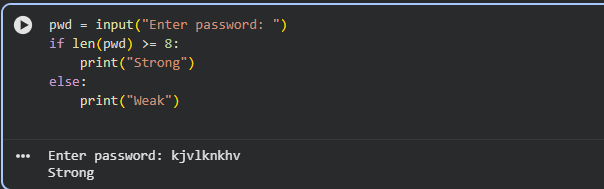 pwd = input("Enter password: ")
if len(pwd) >= 8:
    print("Strong")
else:
    print("Weak")
Enter password: kjvlknkhv
Strong